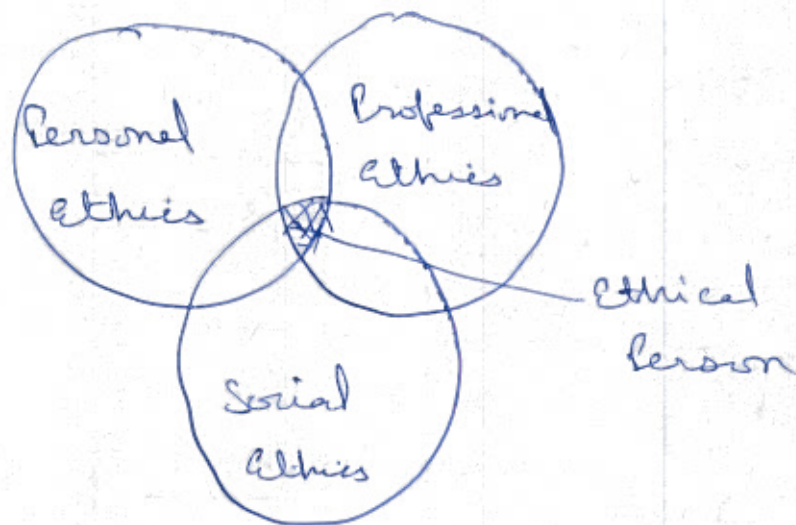 Personal
Ethics
Professional
Ethics
Ethical
Person
Social
Ethics